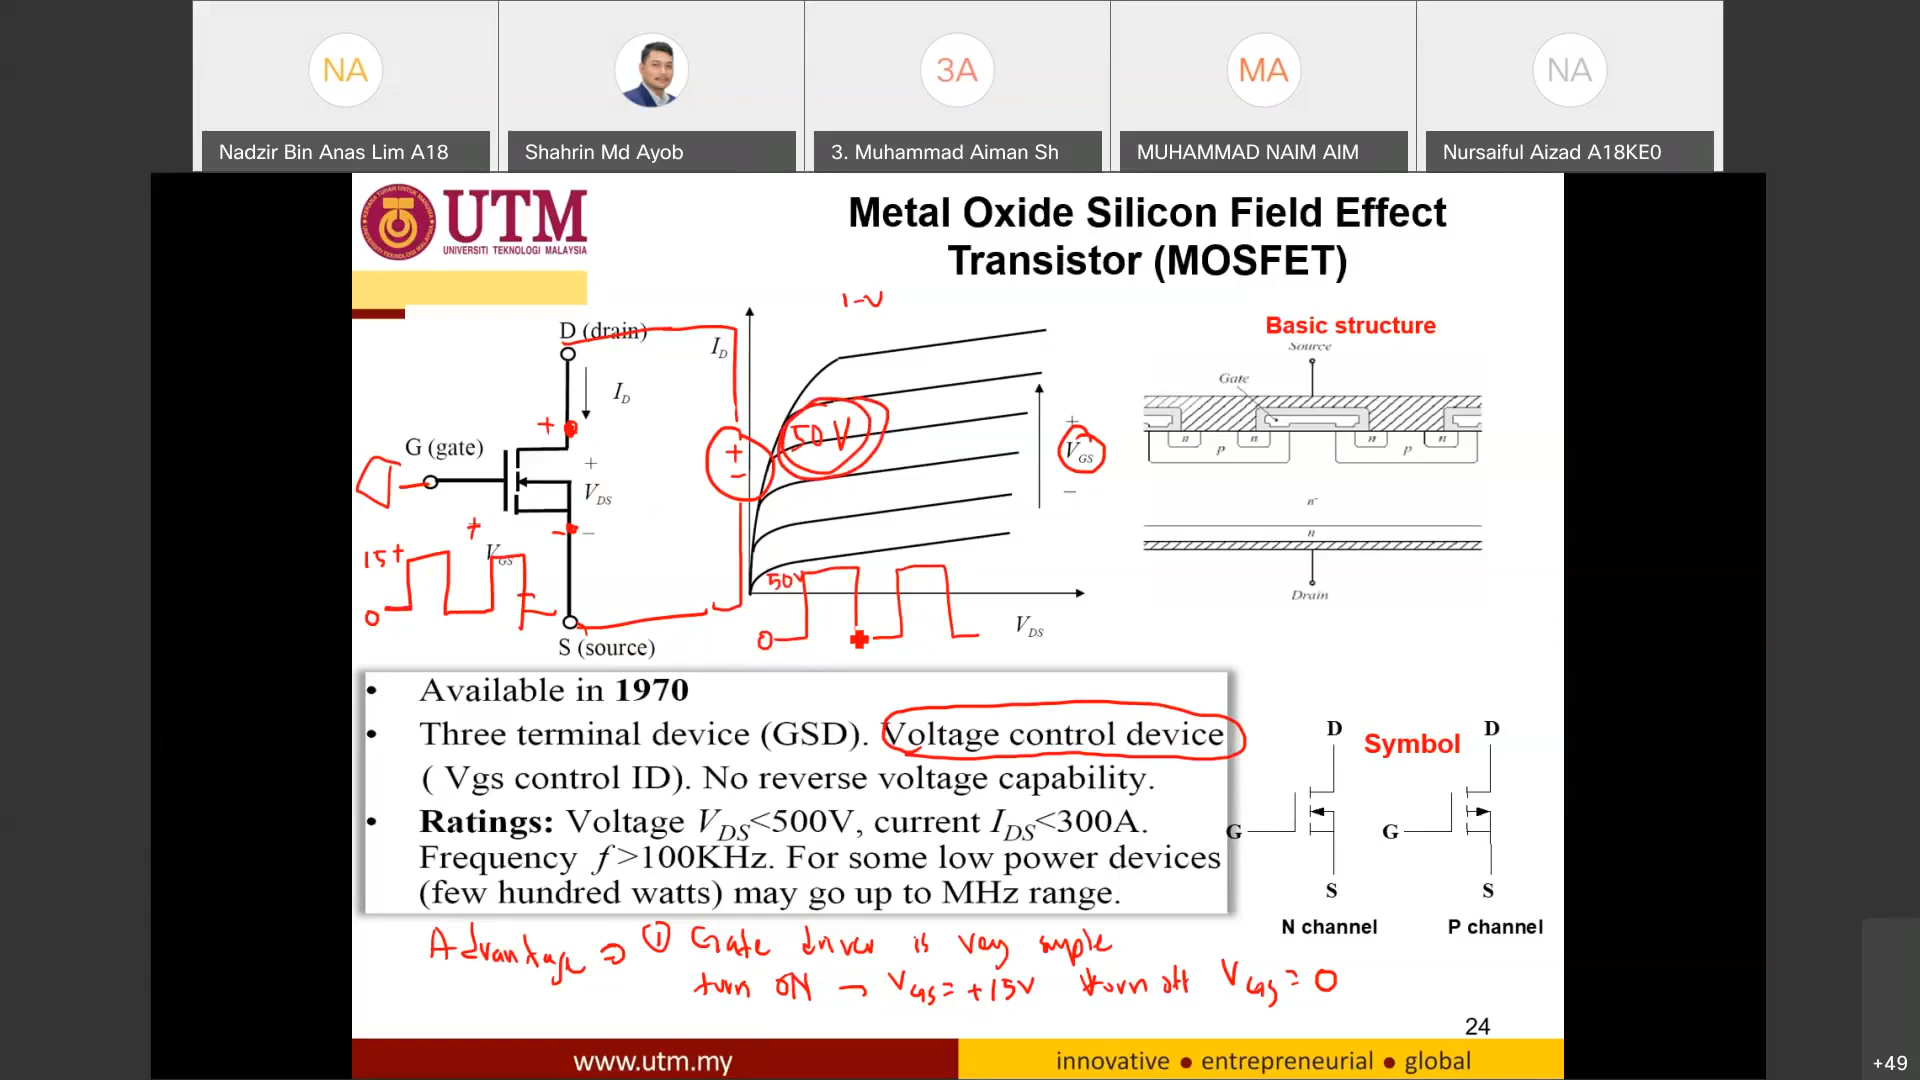 NA
3A
MA
NA
Nadzir Bin Anas Lim A18
Shahrin Md Ayob
3. Muhammad Aiman Sh
MUHAMMAD NAIM AIM
Nursaiful Aizad A18KE0
UTM
UNIVERSITI TEKNOLOGI MALAYSIA
Metal Oxide Silicon Field Effect
Transistor (MOSFET)
I-V
D (drain)
I_D
I_D
G (gate)
+
+
V_DS
−
−
+
V_GS
15+
0
S (source)
+
−
50V
+
V_GS
−
50V
0
V_DS
Basic structure
Source
Gate
n
n
n
n
p
p
n⁻
n
Drain
• Available in 1970
• Three terminal device (GSD). Voltage control device
( Vgs control ID). No reverse voltage capability.
• Ratings: Voltage V_DS<500V, current I_DS<300A.
Frequency f >100KHz. For some low power devices
(few hundred watts) may go up to MHz range.
Symbol
D
D
G
G
S
S
N channel
P channel
Advantage ⇒ ① Gate driver is very simple
turn ON → V_GS = +15V turn off V_GS = 0
24
www.utm.my
innovative ● entrepreneurial ● global
+49